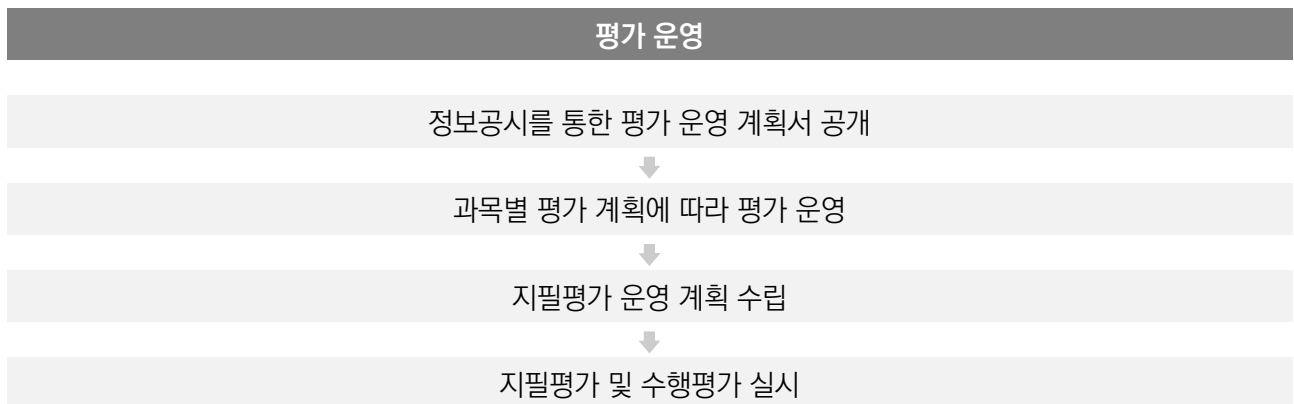 평가 운영
정보공시를 통한 평가 운영 계획서 공개
과목별 평가 계획에 따라 평가 운영
지필평가 운영 계획 수립
지필평가 및 수행평가 실시